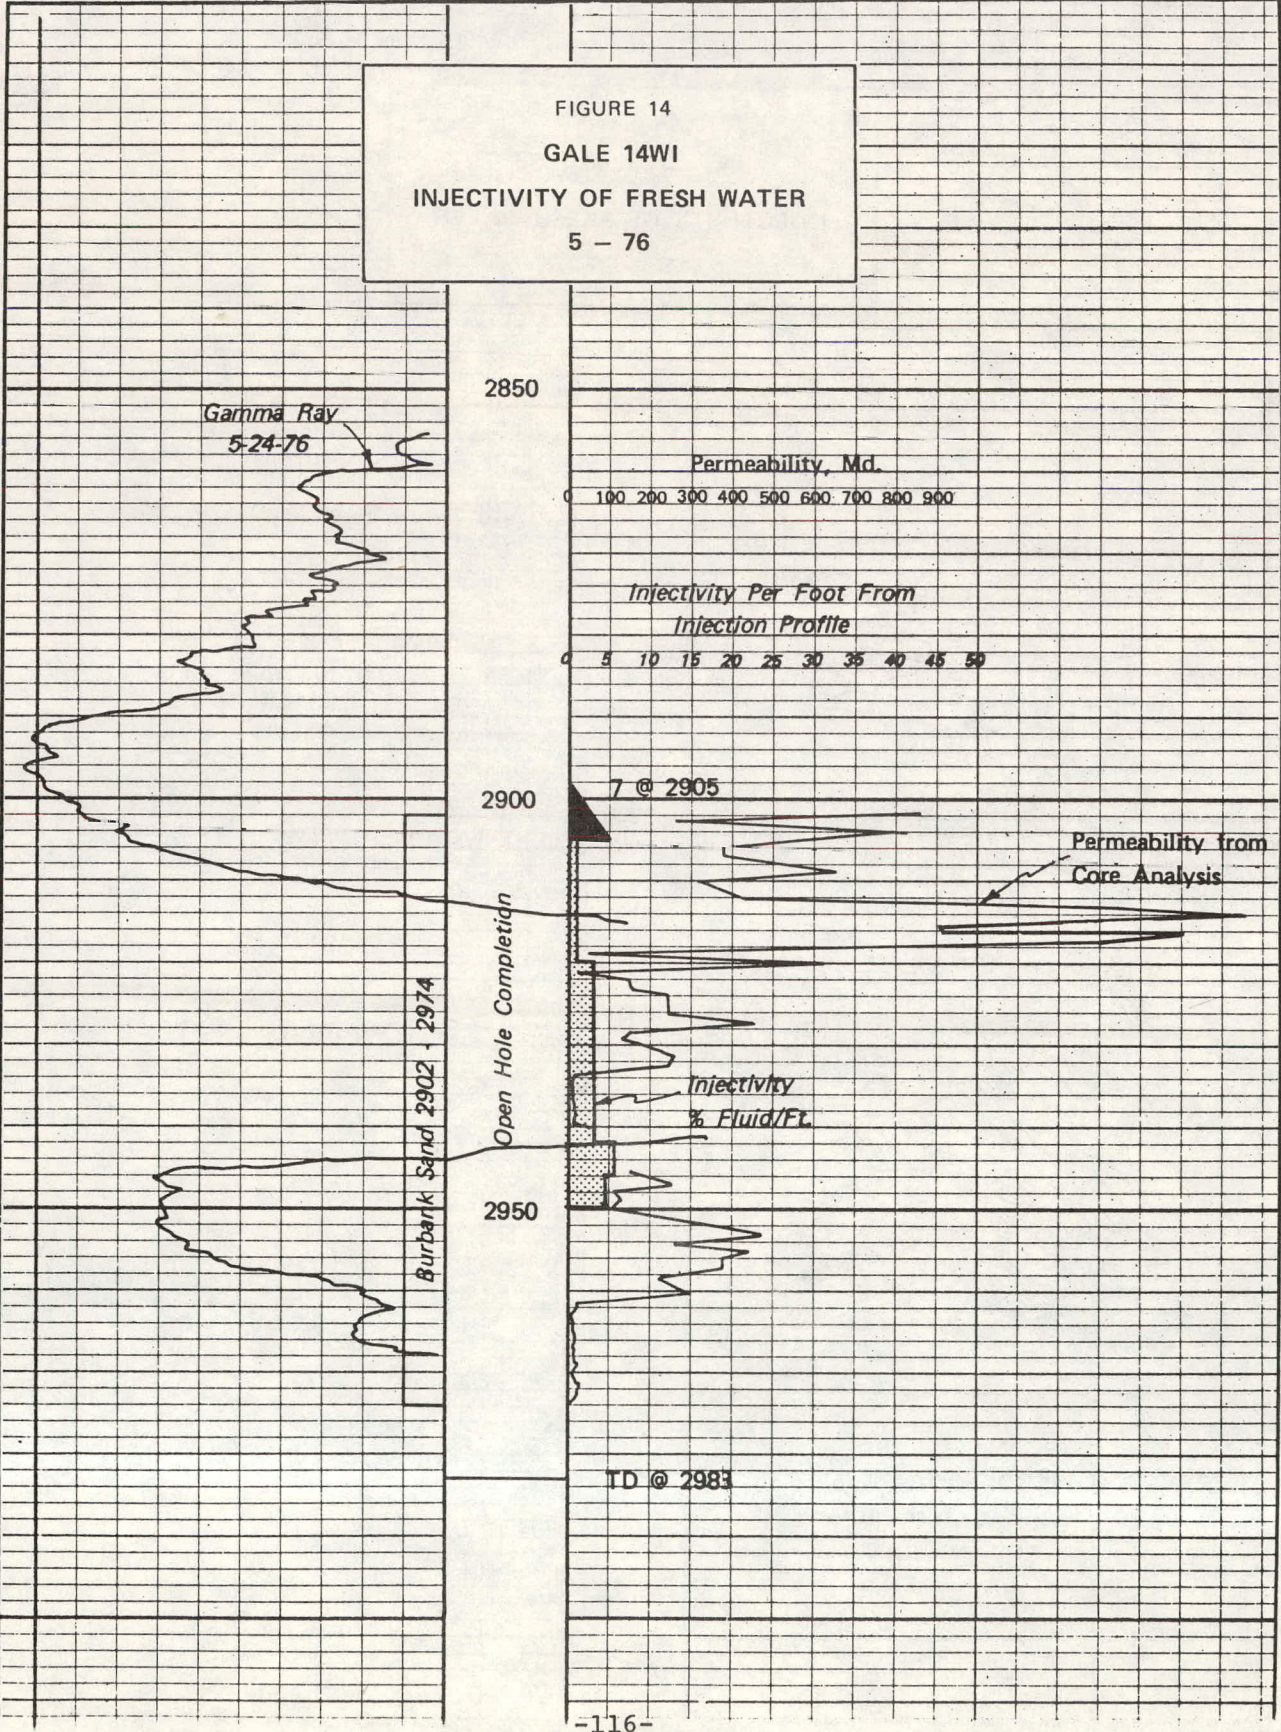 FIGURE 14
GALE 14WI
INJECTIVITY OF FRESH WATER
5 – 76
2850
Gamma Ray
5-24-76
Permeability, Md.
0 100 200 300 400 500 600 700 800 900
Injectivity Per Foot From
Injection Profile
0 5 10 15 20 25 30 35 40 45 50
7 @ 2905
2900
Permeability from
Core Analysis
Open Hole Completion
Burbank Sand 2902 - 2974
Injectivity
% Fluid/Ft.
2950
TD @ 2983
-116-